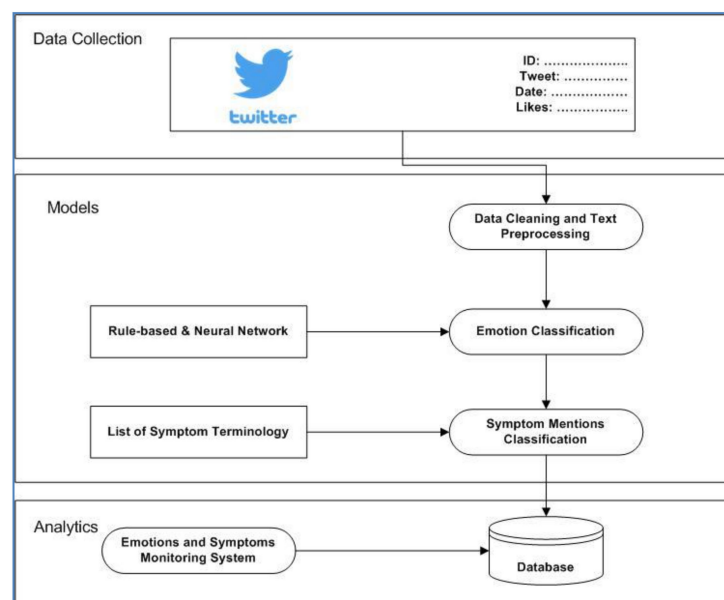 Data Collection
twitter
ID: ...................
Tweet: ...............
Date: ..................
Likes: .................
Models
Data Cleaning and Text
Preprocessing
Rule-based & Neural Network
Emotion Classification
List of Symptom Terminology
Symptom Mentions
Classification
Analytics
Emotions and Symptoms
Monitoring System
Database